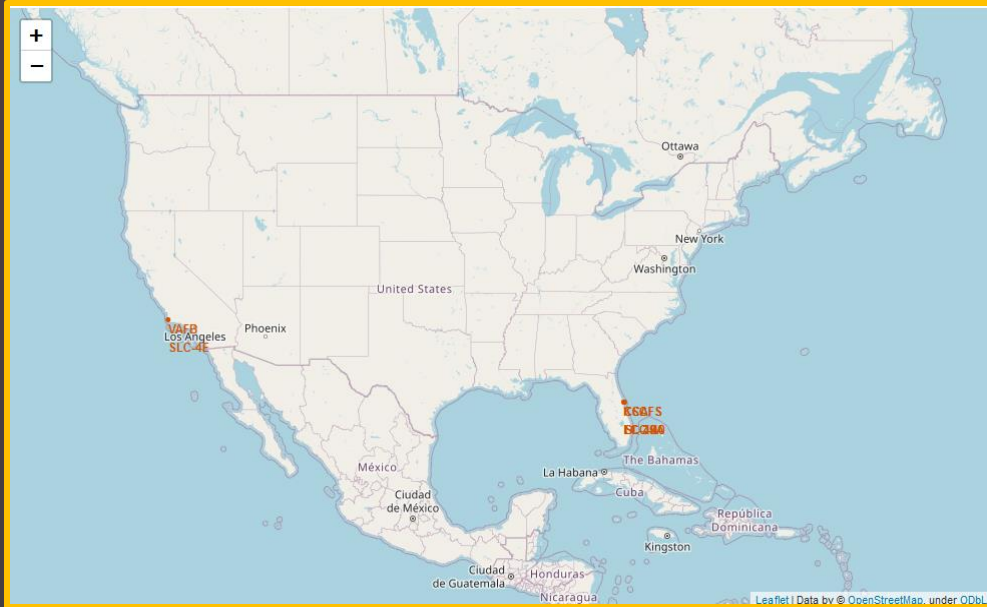 +
−
Ottawa
New York
Washington
United States
VAFB
Los Angeles
SLC-4E
Phoenix
México
Ciudad
de México
La Habana
The Bahamas
Cuba
República
Dominicana
Kingston
Ciudad
de Guatemala
Honduras
Nicaragua
Leaflet | Data by © OpenStreetMap, under ODbL